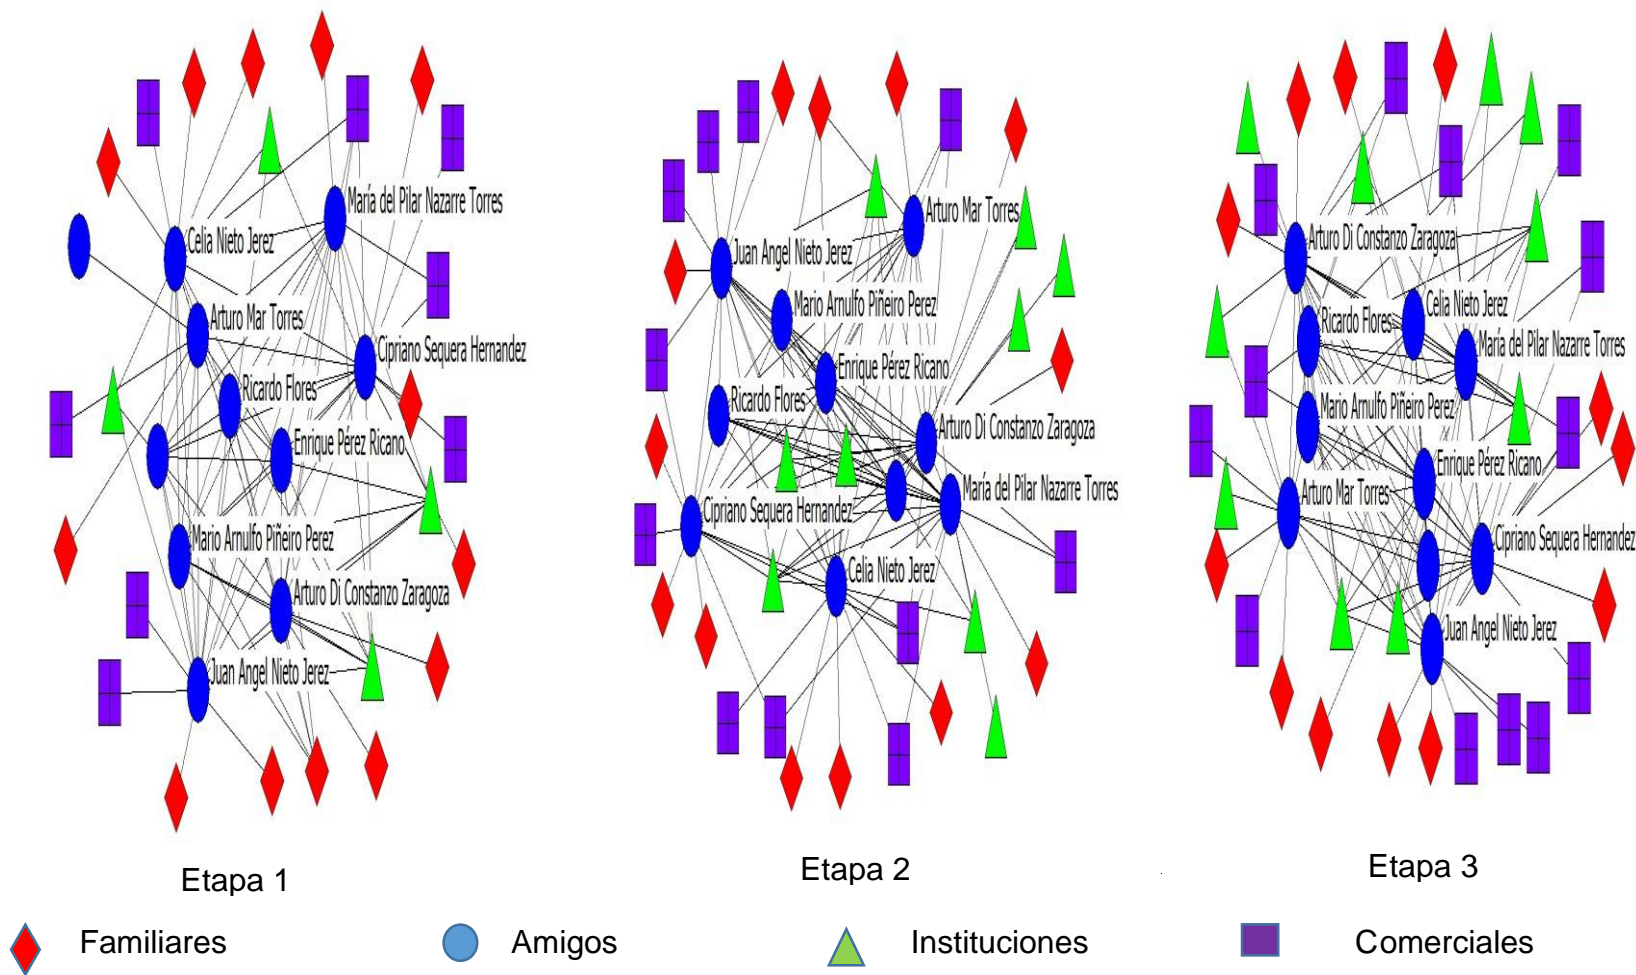 María del Pilar Nazarre Torres
Celia Nieto Jerez
Arturo Mar Torres
Cipriano Sequera Hernandez
Ricardo Flores
Enrique Pérez Ricano
Mario Arnulfo Piñeiro Perez
Arturo Di Constanzo Zaragoza
Juan Angel Nieto Jerez
Etapa 1
Arturo Mar Torres
Juan Angel Nieto Jerez
Mario Arnulfo Piñeiro Perez
Enrique Pérez Ricano
Ricardo Flores
Arturo Di Constanzo Zaragoza
María del Pilar Nazarre Torres
Cipriano Sequera Hernandez
Celia Nieto Jerez
Etapa 2
Arturo Di Constanzo Zaragoza
Celia Nieto Jerez
Ricardo Flores
María del Pilar Nazarre Torres
Mario Arnulfo Piñeiro Perez
Enrique Pérez Ricano
Arturo Mar Torres
Cipriano Sequera Hernandez
Juan Angel Nieto Jerez
Etapa 3
Familiares
Amigos
Instituciones
Comerciales